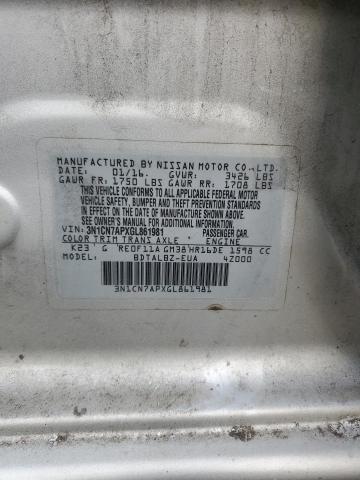 MANUFACTURED BY NISSAN MOTOR CO.,LTD.
DATE: 01/16. GVWR: 3426 LBS
GAWR FR: 1750 LBS GAWR RR: 1708 LBS
THIS VEHICLE CONFORMS TO ALL APPLICABLE FEDERAL MOTOR
VEHICLE SAFETY, BUMPER AND THEFT PREVENTION
STANDARDS IN EFFECT ON THE DATE OF MANUFACTURE SHOWN ABOVE.
SEE OWNER'S MANUAL FOR ADDITIONAL INFORMATION.
VIN: 3N1CN7APXGL861981 PASSENGER CAR.
COLOR TRIM TRANS AXLE ENGINE
K23 G RE0F11A GM38 HR16DE 1598 CC
MODEL: BDTALBZ-EUA 4Z000
3N1CN7APXGL861981